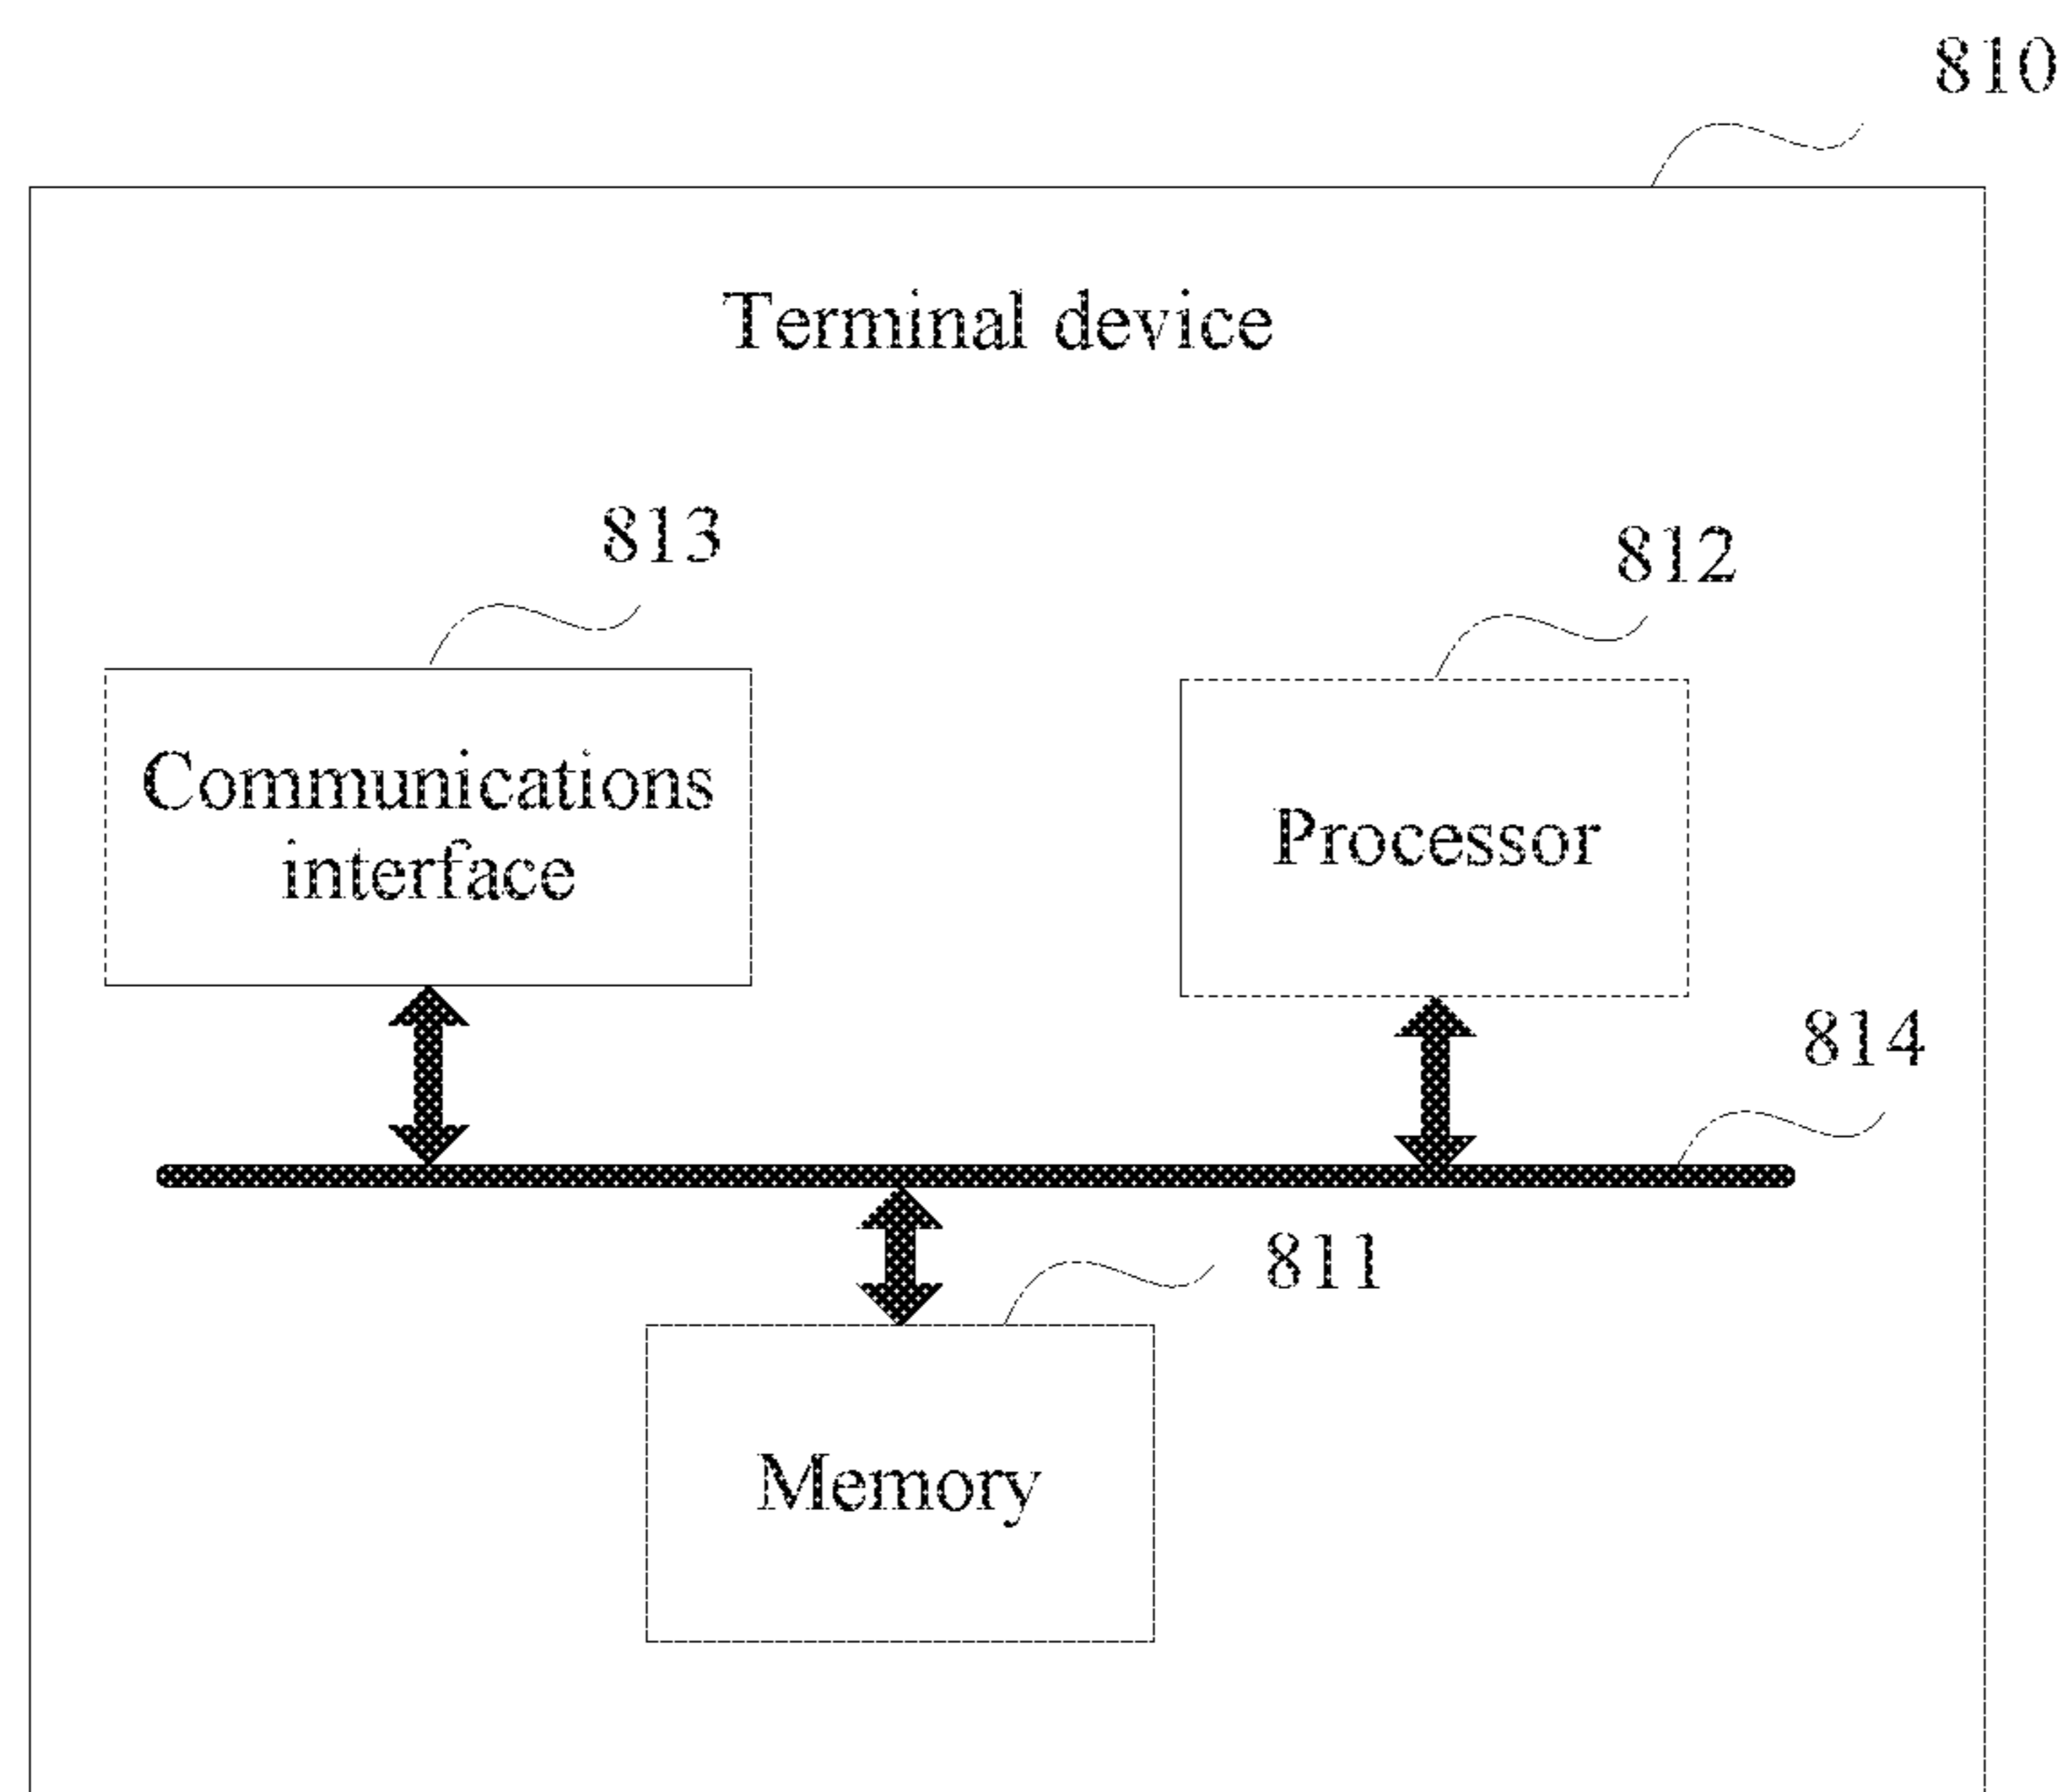 810
Terminal device
813
812
Communications
interface
Processor
814
811
Memory